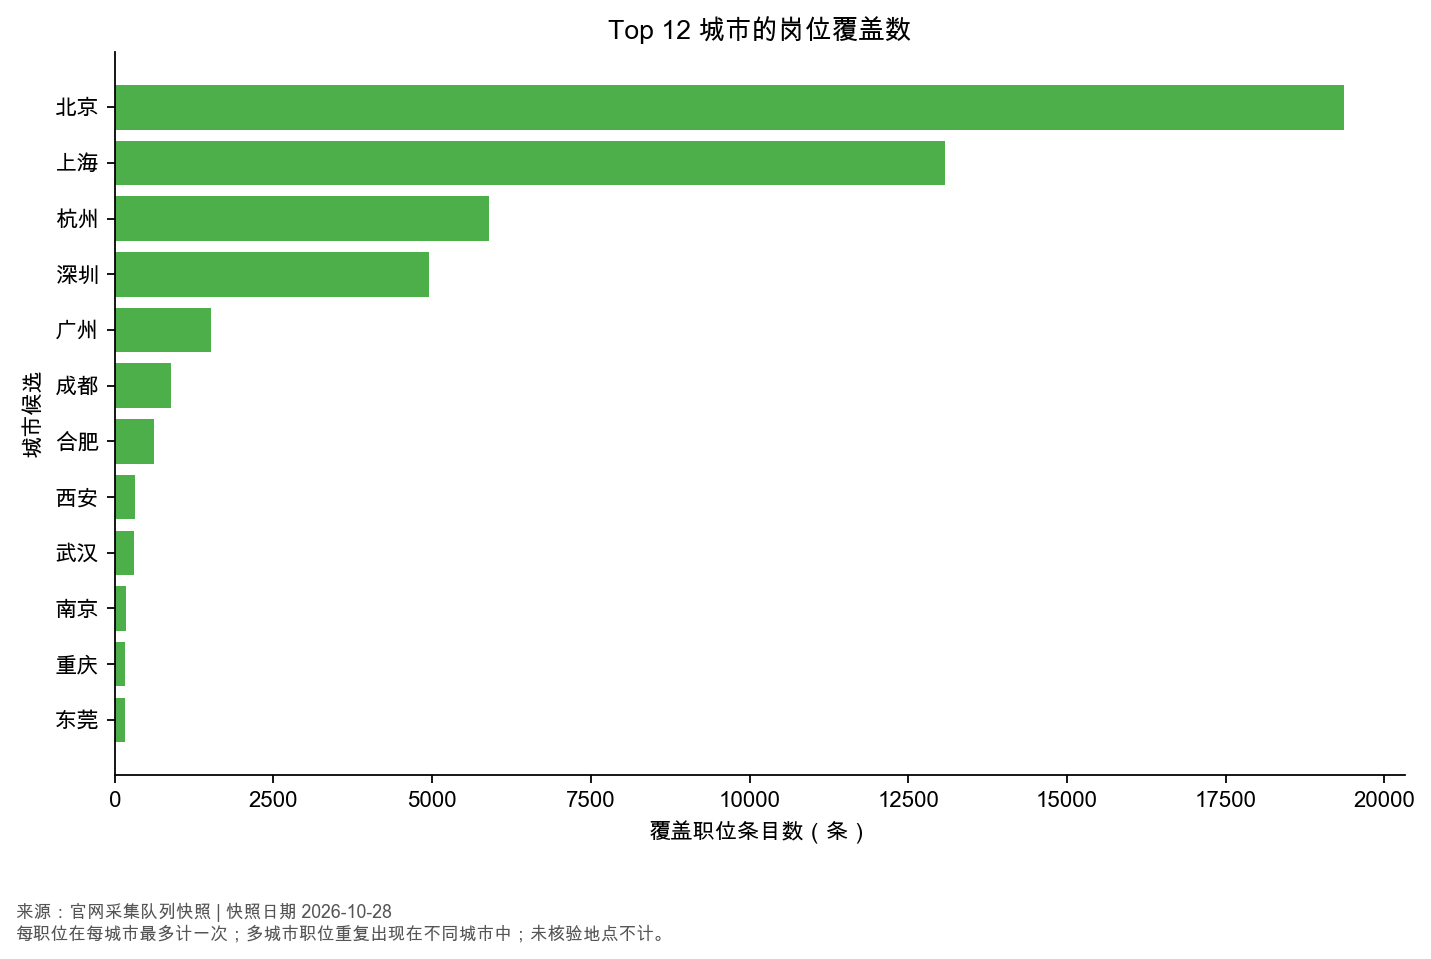 Top 12 城市的岗位覆盖数
城市候选
北京
上海
杭州
深圳
广州
成都
合肥
西安
武汉
南京
重庆
东莞
0 2500 5000 7500 10000 12500 15000 17500 20000
覆盖职位条目数（条）
来源：官网采集队列快照 | 快照日期 2026-10-28
每职位在每城市最多计一次；多城市职位重复出现在不同城市中；未核验地点不计。